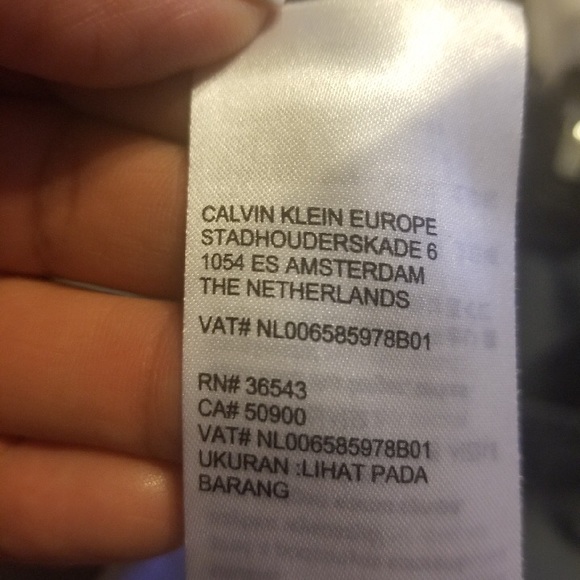 CALVIN KLEIN EUROPE
STADHOUDERSKADE 6
1054 ES AMSTERDAM
THE NETHERLANDS
VAT# NL006585978B01
RN# 36543
CA# 50900
VAT# NL006585978B01
UKURAN :LIHAT PADA
BARANG